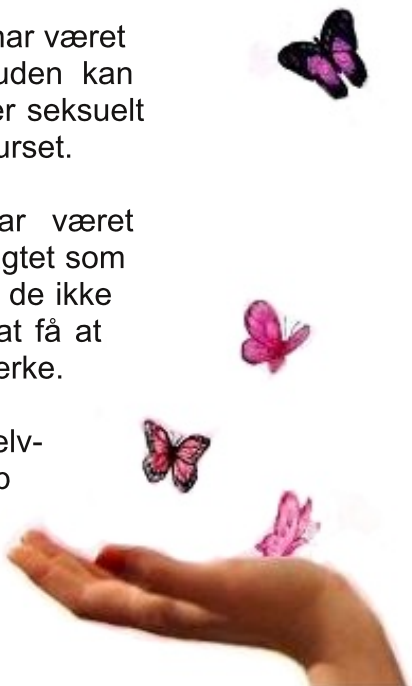 har været
uden kan
er seksuelt
urset.
ar været
gtet som
de ikke
at få at
erke.
elv-